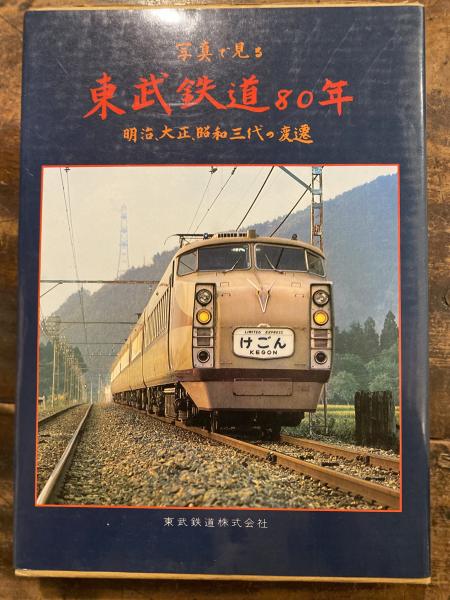 写真で見る
東武鉄道80年
明治、大正、昭和三代の変遷
LIMITED EXPRESS
けごん
KEGON
東武鉄道株式会社